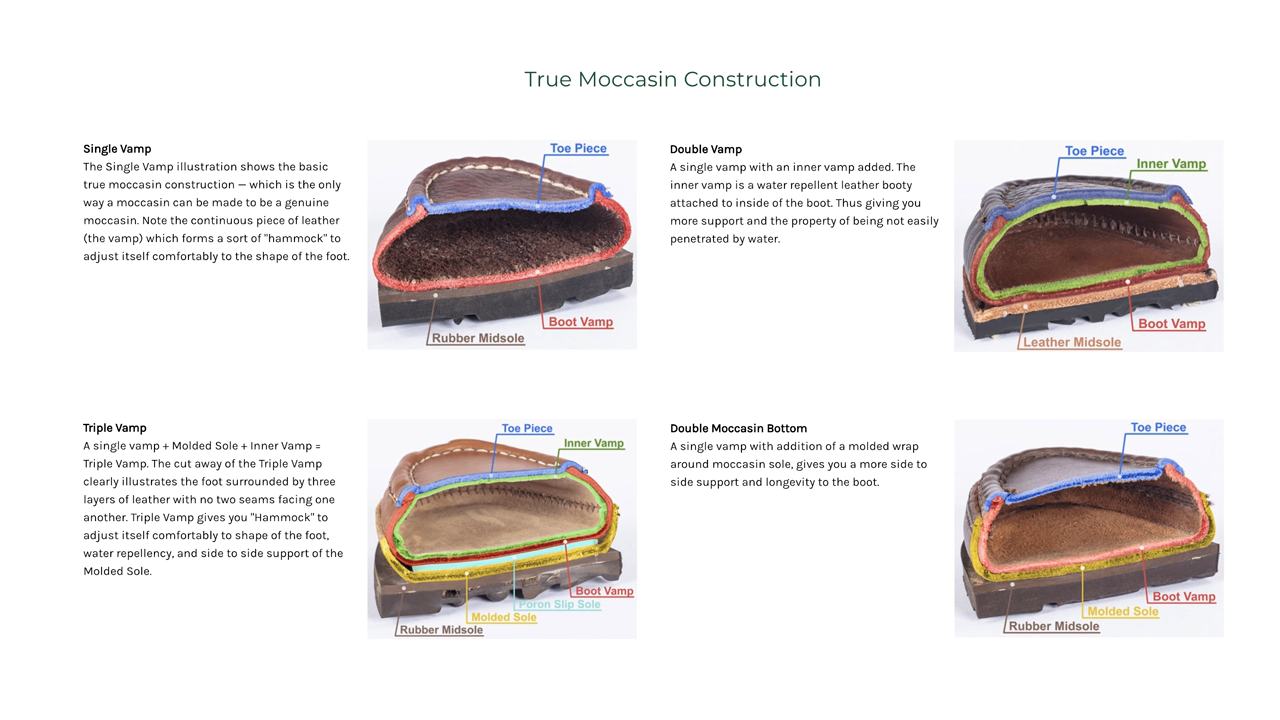 True Moccasin Construction
Single Vamp
The Single Vamp illustration shows the basic
true moccasin construction — which is the only
way a moccasin can be made to be a genuine
moccasin. Note the continuous piece of leather
(the vamp) which forms a sort of "hammock" to
adjust itself comfortably to the shape of the foot.
Toe Piece
Boot Vamp
Rubber Midsole
Double Vamp
A single vamp with an inner vamp added. The
inner vamp is a water repellent leather booty
attached to inside of the boot. Thus giving you
more support and the property of being not easily
penetrated by water.
Toe Piece
Inner Vamp
Boot Vamp
Leather Midsole
Triple Vamp
A single vamp + Molded Sole + Inner Vamp =
Triple Vamp. The cut away of the Triple Vamp
clearly illustrates the foot surrounded by three
layers of leather with no two seams facing one
another. Triple Vamp gives you "Hammock" to
adjust itself comfortably to shape of the foot,
water repellency, and side to side support of the
Molded Sole.
Toe Piece
Inner Vamp
Boot Vamp
Poron Slip Sole
Molded Sole
Rubber Midsole
Double Moccasin Bottom
A single vamp with addition of a molded wrap
around moccasin sole, gives you a more side to
side support and longevity to the boot.
Toe Piece
Boot Vamp
Molded Sole
Rubber Midsole